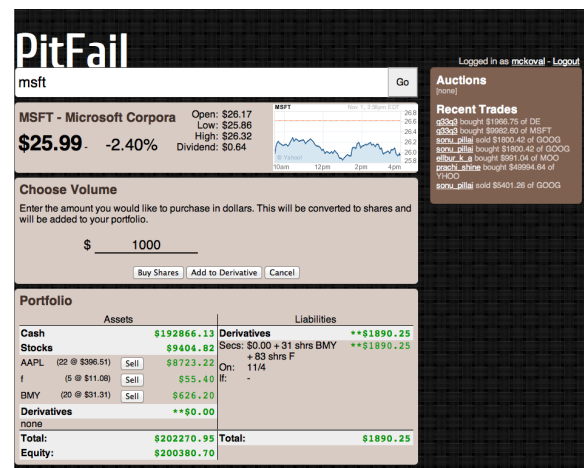 PitFail
Logged in as mckoval - Logout
msft
Go
MSFT - Microsoft Corpora
$25.99 - -2.40%
Open: $26.17
Low: $25.86
High: $26.32
Dividend: $0.64
MSFT Nov 1, 3:36pm EDT
26.8
26.6
26.4
26.2
26.0
25.8
© Yahoo!
10am 12pm 2pm 4pm
Auctions
[none]
Recent Trades
q33q3 bought $1966.75 of DE
q33q3 bought $9982.60 of MSFT
sonu_pillai sold $1800.42 of GOOG
sonu_pillai bought $1800.42 of GOOG
ellbur_k_a bought $991.04 of MOO
prachi_shine bought $49994.64 of
YHOO
sonu_pillai sold $5401.26 of GOOG
Choose Volume
Enter the amount you would like to purchase in dollars. This will be converted to shares and
will be added to your portfolio.
$ 1000
Buy Shares Add to Derivative Cancel
Portfolio
Assets
Cash $192866.13
Stocks $9404.82
AAPL (22 @ $396.51) Sell $8723.22
f (5 @ $11.08) Sell $55.40
BMY (20 @ $31.31) Sell $626.20
Derivatives **$0.00
none
Total: $202270.95
Equity: $200380.70
Liabilities
Derivatives **$1890.25
Secs: $0.00 + 31 shrs BMY **$1890.25
+ 83 shrs F
On: 11/4
If: -
Total: $1890.25